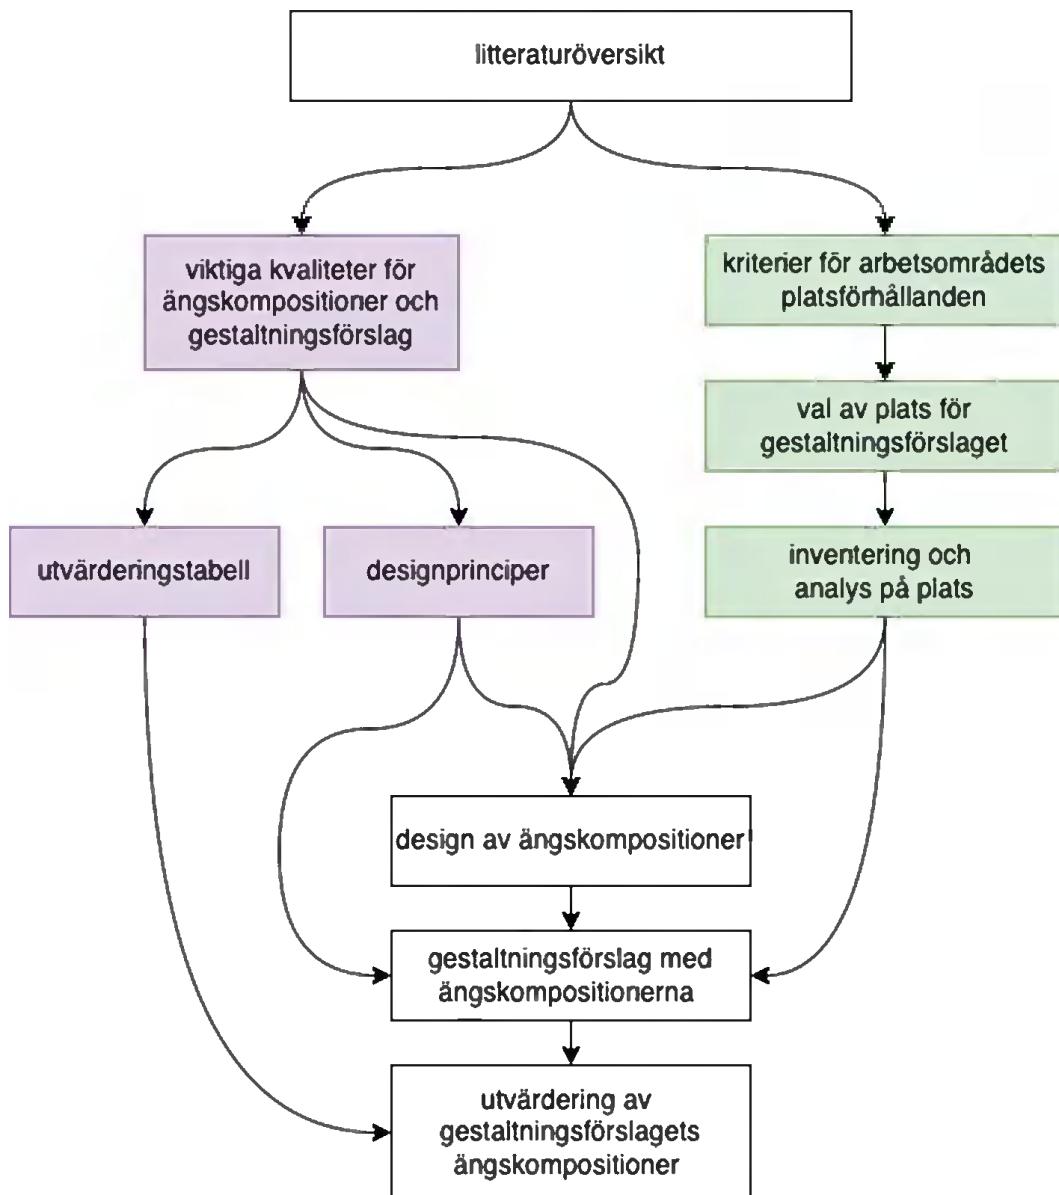 litteraturöversikt
viktiga kvaliteter för
ängskompositioner och
gestaltningsförslag
kriterier för arbetsområdets
platsförhållanden
val av plats för
gestaltningsförslaget
utvärderingstabell
designprinciper
inventering och
analys på plats
design av ängskompositioner
gestaltningsförslag med
ängskompositionerna
utvärdering av
gestaltningsförslagets
ängskompositioner